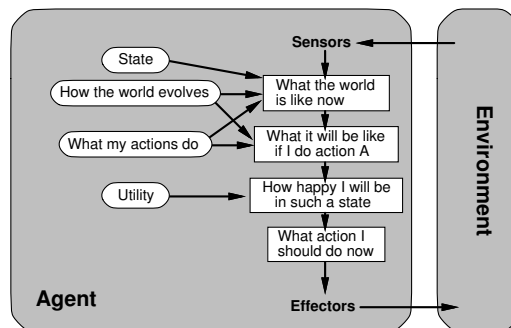 Sensors
State
How the world evolves
What my actions do
Utility
What the world
is like now
What it will be like
if I do action A
How happy I will be
in such a state
What action I
should do now
Agent
Effectors
Environment